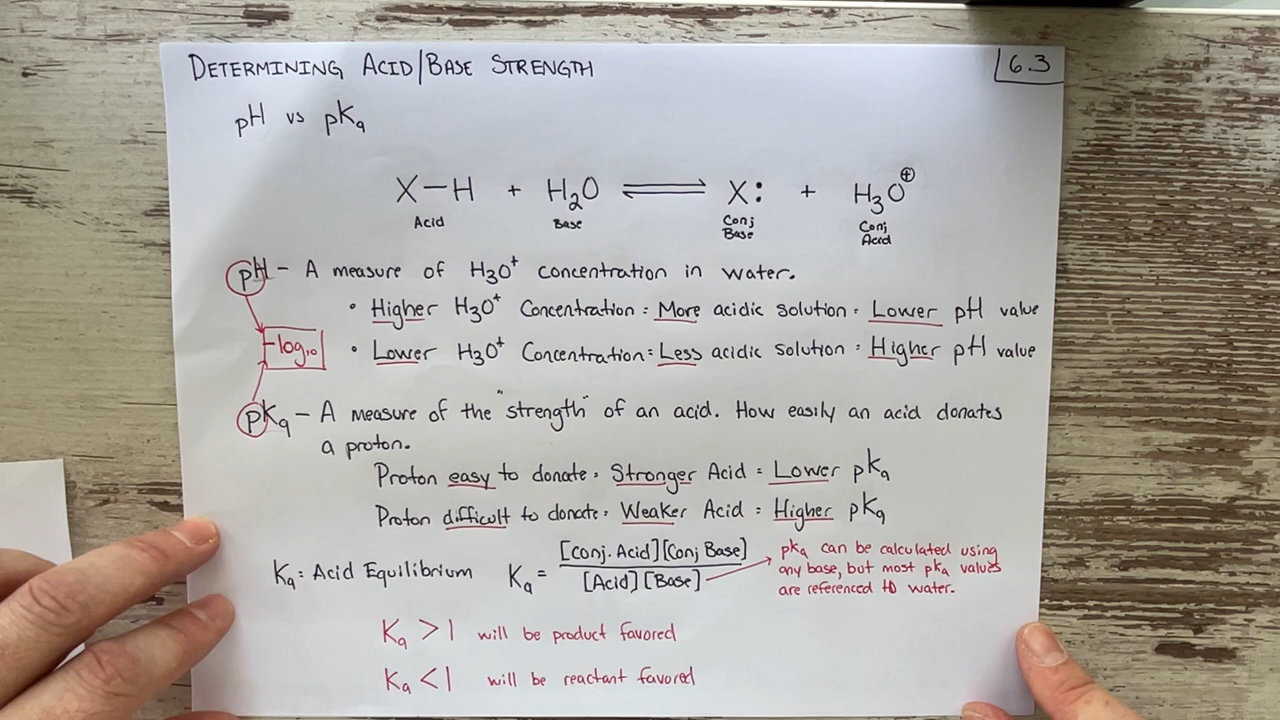 DETERMINING ACID/BASE STRENGTH
6.3
pH vs pKa
X—H + H2O ⇌ X: + H3O⊕
Acid Base Conj Base Conj Acid
pH – A measure of H3O+ concentration in water.
• Higher H3O+ Concentration = More acidic solution = Lower pH value
-log10
• Lower H3O+ Concentration = Less acidic solution = Higher pH value
pKa – A measure of the "strength" of an acid. How easily an acid donates
a proton.
Proton easy to donate = Stronger Acid = Lower pKa
Proton difficult to donate = Weaker Acid = Higher pKa
Ka = Acid Equilibrium Ka = [Conj. Acid][Conj Base] / [Acid][Base]
pKa can be calculated using
any base, but most pKa values
are referenced to water.
Ka >1 will be product favored
Ka <1 will be reactant favored